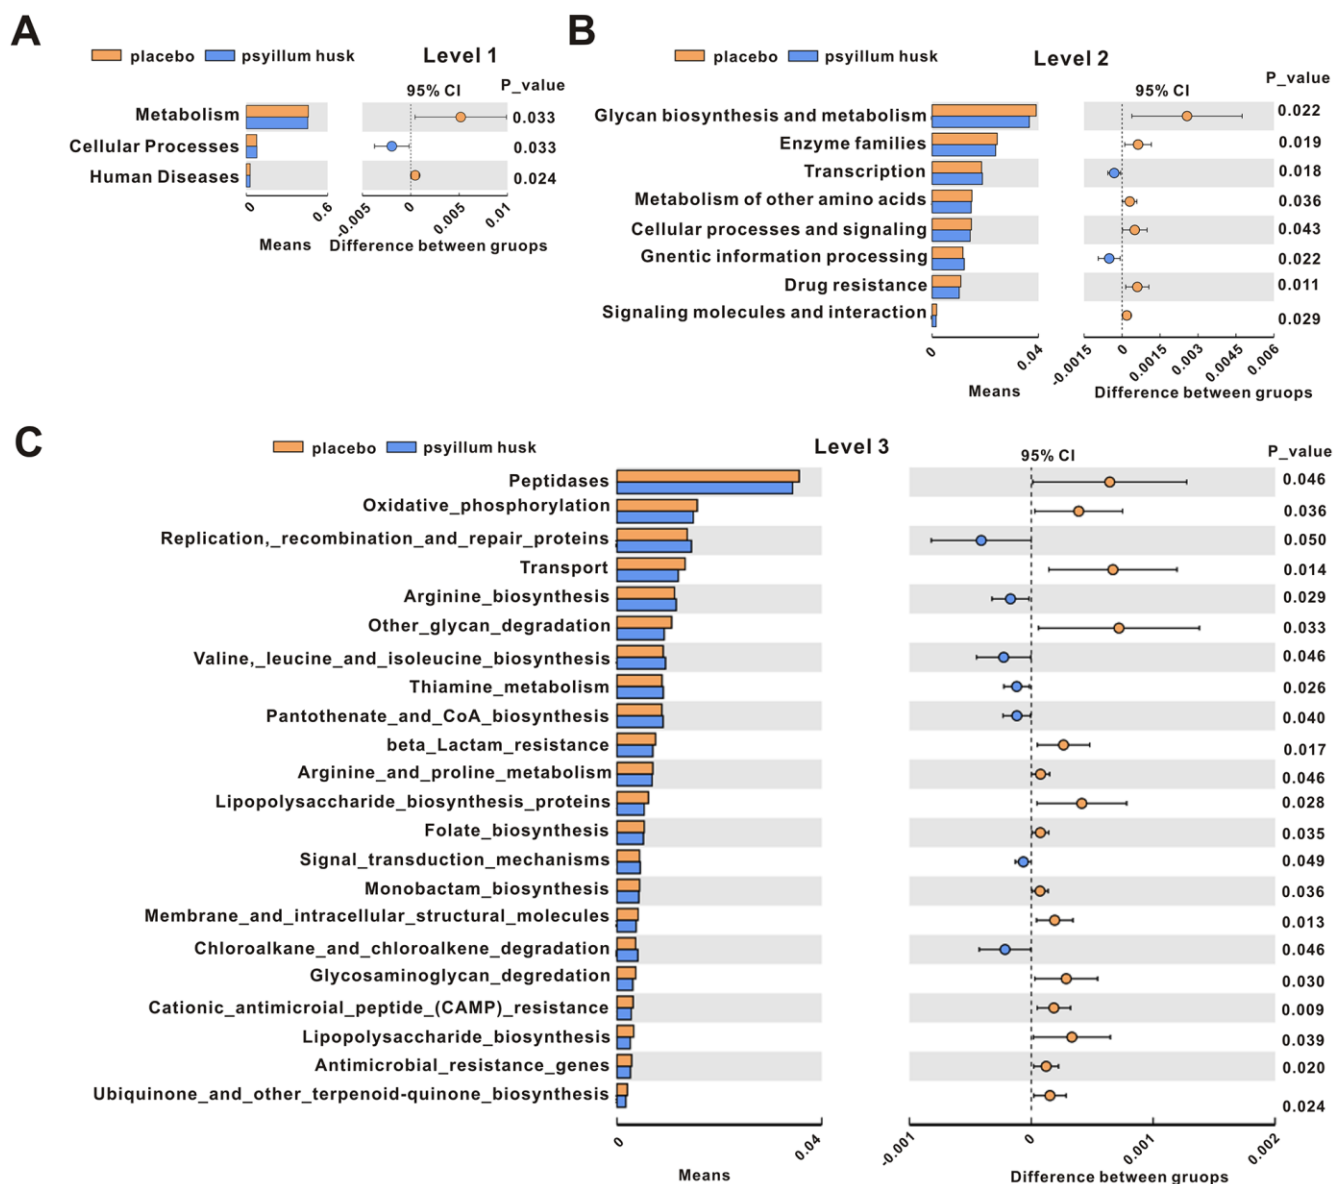 A
placebo psyillum husk Level 1
95% CI P_value
Metabolism 0.033
Cellular Processes 0.033
Human Diseases 0.024
0 0.6 -0.005 0 0.005 0.01
Means Difference between gruops
B
placebo psyillum husk Level 2
95% CI P_value
Glycan biosynthesis and metabolism 0.022
Enzyme families 0.019
Transcription 0.018
Metabolism of other amino acids 0.036
Cellular processes and signaling 0.043
Gnentic information processing 0.022
Drug resistance 0.011
Signaling molecules and interaction 0.029
0 0.04 -0.0015 0 0.0015 0.003 0.0045 0.006
Means Difference between gruops
C
placebo psyillum husk Level 3
95% CI P_value
Peptidases 0.046
Oxidative_phosphorylation 0.036
Replication,_recombination_and_repair_proteins 0.050
Transport 0.014
Arginine_biosynthesis 0.029
Other_glycan_degradation 0.033
Valine,_leucine_and_isoleucine_biosynthesis 0.046
Thiamine_metabolism 0.026
Pantothenate_and_CoA_biosynthesis 0.040
beta_Lactam_resistance 0.017
Arginine_and_proline_metabolism 0.046
Lipopolysaccharide_biosynthesis_proteins 0.028
Folate_biosynthesis 0.035
Signal_transduction_mechanisms 0.049
Monobactam_biosynthesis 0.036
Membrane_and_intracellular_structural_molecules 0.013
Chloroalkane_and_chloroalkene_degradation 0.046
Glycosaminoglycan_degredation 0.030
Cationic_antimicroial_peptide_(CAMP)_resistance 0.009
Lipopolysaccharide_biosynthesis 0.039
Antimicrobial_resistance_genes 0.020
Ubiquinone_and_other_terpenoid-quinone_biosynthesis 0.024
0 0.04 -0.001 0 0.001 0.002
Means Difference between gruops